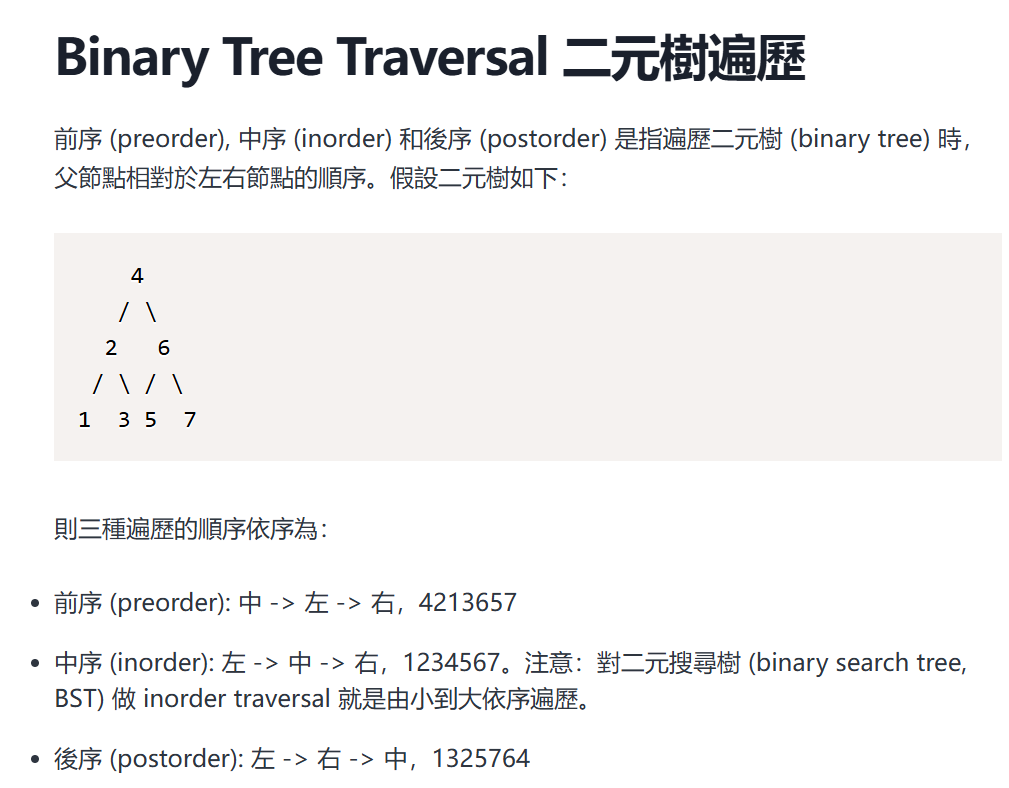 Binary Tree Traversal 二元樹遍歷
前序 (preorder), 中序 (inorder) 和後序 (postorder) 是指遍歷二元樹 (binary tree) 時，
父節點相對於左右節點的順序。假設二元樹如下：
    4
   / \
  2   6
 / \ / \
1  3 5  7
則三種遍歷的順序依序為：
• 前序 (preorder): 中 -> 左 -> 右，4213657
• 中序 (inorder): 左 -> 中 -> 右，1234567。注意：對二元搜尋樹 (binary search tree,
BST) 做 inorder traversal 就是由小到大依序遍歷。
• 後序 (postorder): 左 -> 右 -> 中，1325764